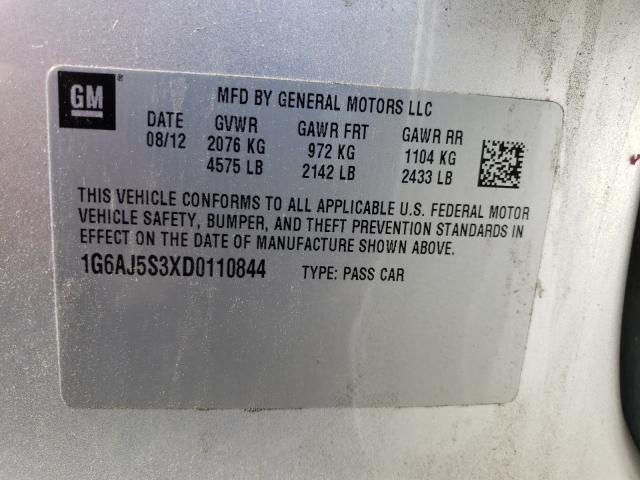 GM
MFD BY GENERAL MOTORS LLC
DATE GVWR GAWR FRT GAWR RR
08/12 2076 KG 972 KG 1104 KG
4575 LB 2142 LB 2433 LB
THIS VEHICLE CONFORMS TO ALL APPLICABLE U.S. FEDERAL MOTOR
VEHICLE SAFETY, BUMPER, AND THEFT PREVENTION STANDARDS IN
EFFECT ON THE DATE OF MANUFACTURE SHOWN ABOVE.
1G6AJ5S3XD0110844 TYPE: PASS CAR